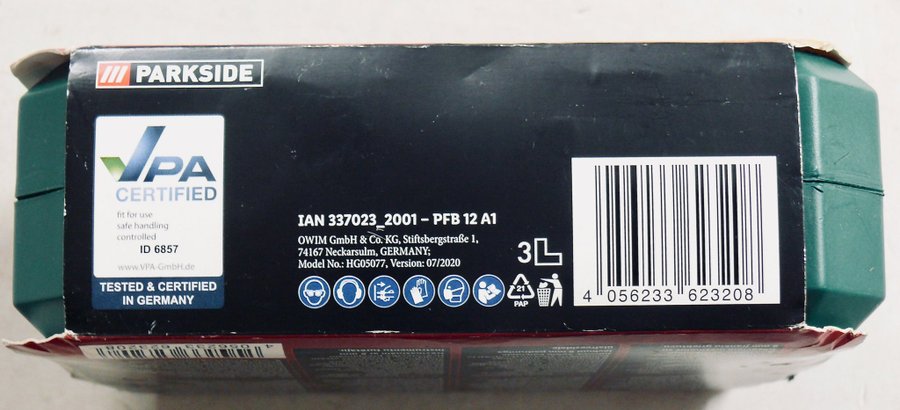 PARKSIDE
VPA
CERTIFIED
fit for use
safe handling
controlled
ID 6857
www.VPA-GmbH.de
TESTED & CERTIFIED
IN GERMANY
IAN 337023_2001 – PFB 12 A1
OWIM GmbH & Co. KG, Stiftsbergstraße 1,
74167 Neckarsulm, GERMANY;
Model No.: HG05077, Version: 07/2020
3
21
PAP
4 056233 623208